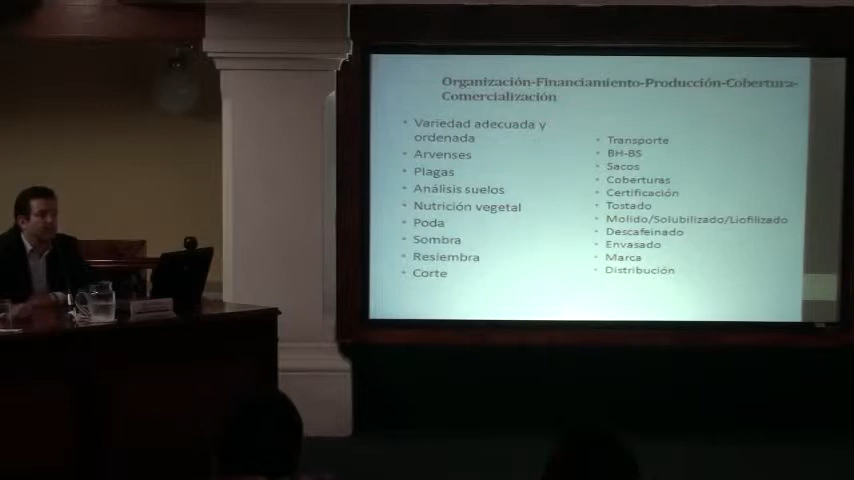 Organización-Financiamiento-Producción-Cobertura-
Comercialización
• Variedad adecuada y
ordenada
• Arvenses
• Plagas
• Análisis suelos
• Nutrición vegetal
• Poda
• Sombra
• Resiembra
• Corte
• Transporte
• BH-BS
• Sacos
• Coberturas
• Certificación
• Tostado
• Molido/Solubilizado/Liofilizado
• Descafeinado
• Envasado
• Marca
• Distribución